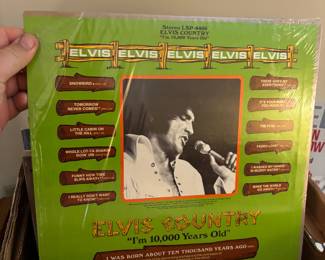 Stereo LSP-4460
ELVIS COUNTRY
"I'm 10,000 Years Old"
ELVIS ELVIS ELVIS ELVIS ELVIS
SNOWBIRD
TOMORROW
NEVER COMES
LITTLE CABIN ON
THE HILL
WHOLE LOT-TA SHAKIN'
GOIN' ON
FUNNY HOW TIME
SLIPS AWAY
I REALLY DON'T WANT
TO KNOW
THERE GOES MY
EVERYTHING
IT'S YOUR BABY
YOU ROCK IT
THE FOOL
FADED LOVE
I WASHED MY HANDS
IN MUDDY WATER
MAKE THE WORLD
GO AWAY
ELVIS COUNTRY
"I'm 10,000 Years Old"
I WAS BORN ABOUT TEN THOUSAND YEARS AGO